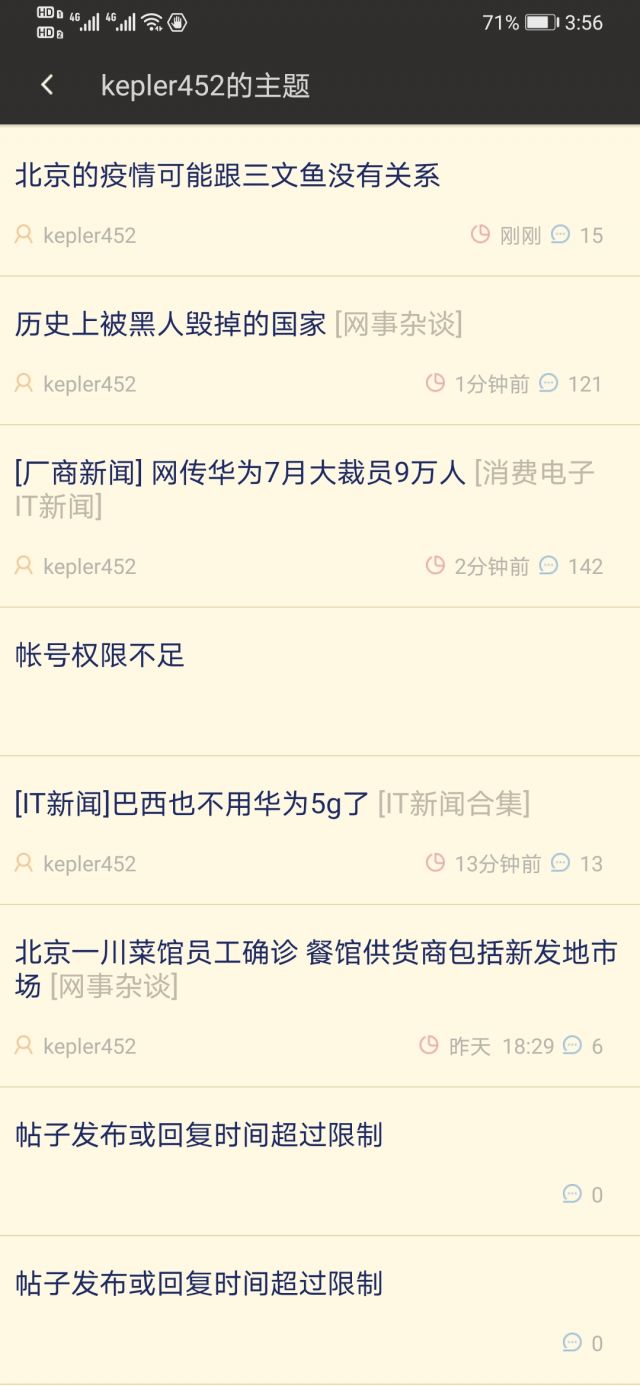 HD 1 4G 4G 71% 3:56
HD 2
kepler452的主题
北京的疫情可能跟三文鱼没有关系
kepler452 刚刚 15
历史上被黑人毁掉的国家 [网事杂谈]
kepler452 1分钟前 121
[厂商新闻] 网传华为7月大裁员9万人 [消费电子
IT新闻]
kepler452 2分钟前 142
帐号权限不足
[IT新闻]巴西也不用华为5g了 [IT新闻合集]
kepler452 13分钟前 13
北京一川菜馆员工确诊 餐馆供货商包括新发地市
场 [网事杂谈]
kepler452 昨天 18:29 6
帖子发布或回复时间超过限制
0
帖子发布或回复时间超过限制
0